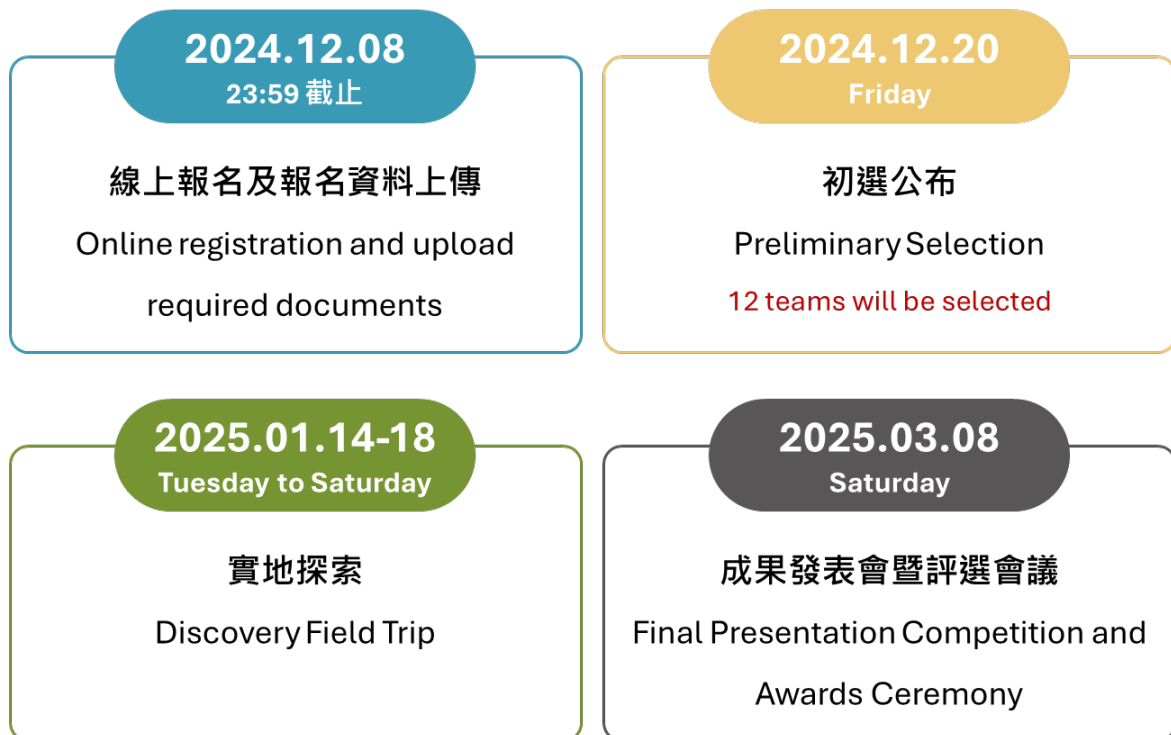 2024.12.08
23:59 截止
線上報名及報名資料上傳
Online registration and upload
required documents
2024.12.20
Friday
初選公布
Preliminary Selection
12 teams will be selected
2025.01.14-18
Tuesday to Saturday
實地探索
Discovery Field Trip
2025.03.08
Saturday
成果發表會暨評選會議
Final Presentation Competition and
Awards Ceremony